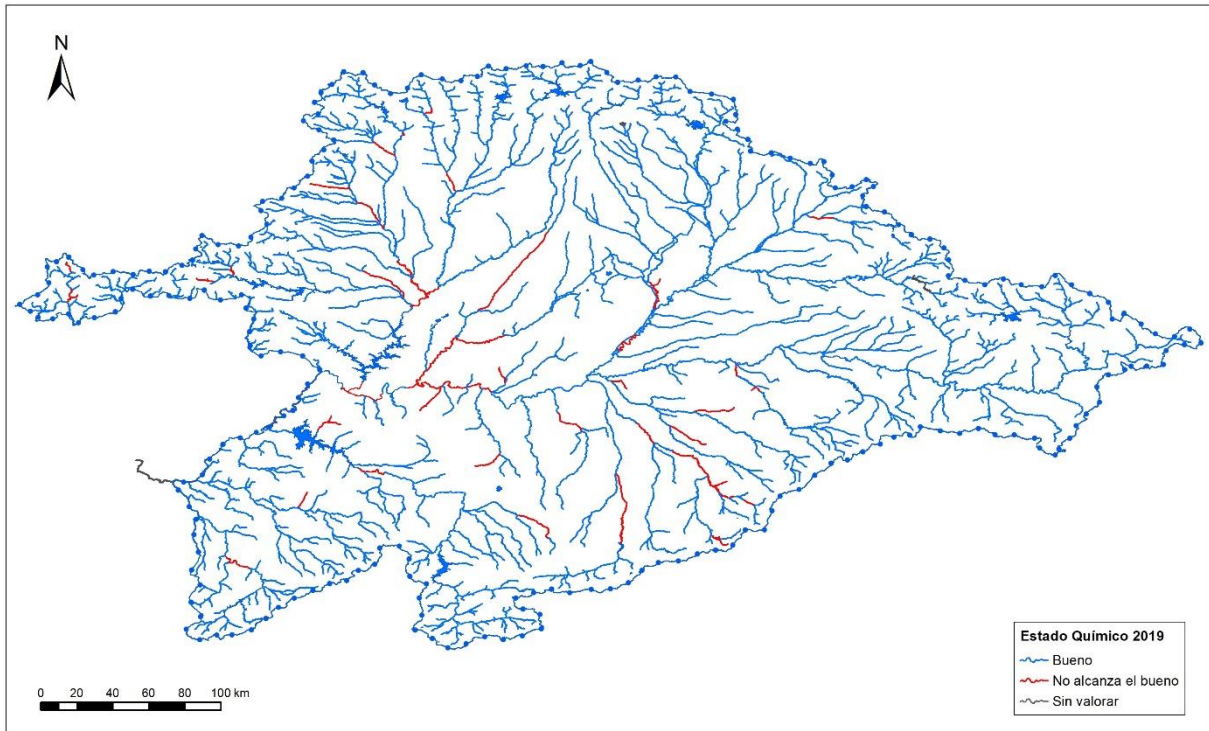 N
Estado Químico 2019
Bueno
No alcanza el bueno
Sin valorar
0 20 40 60 80 100 km